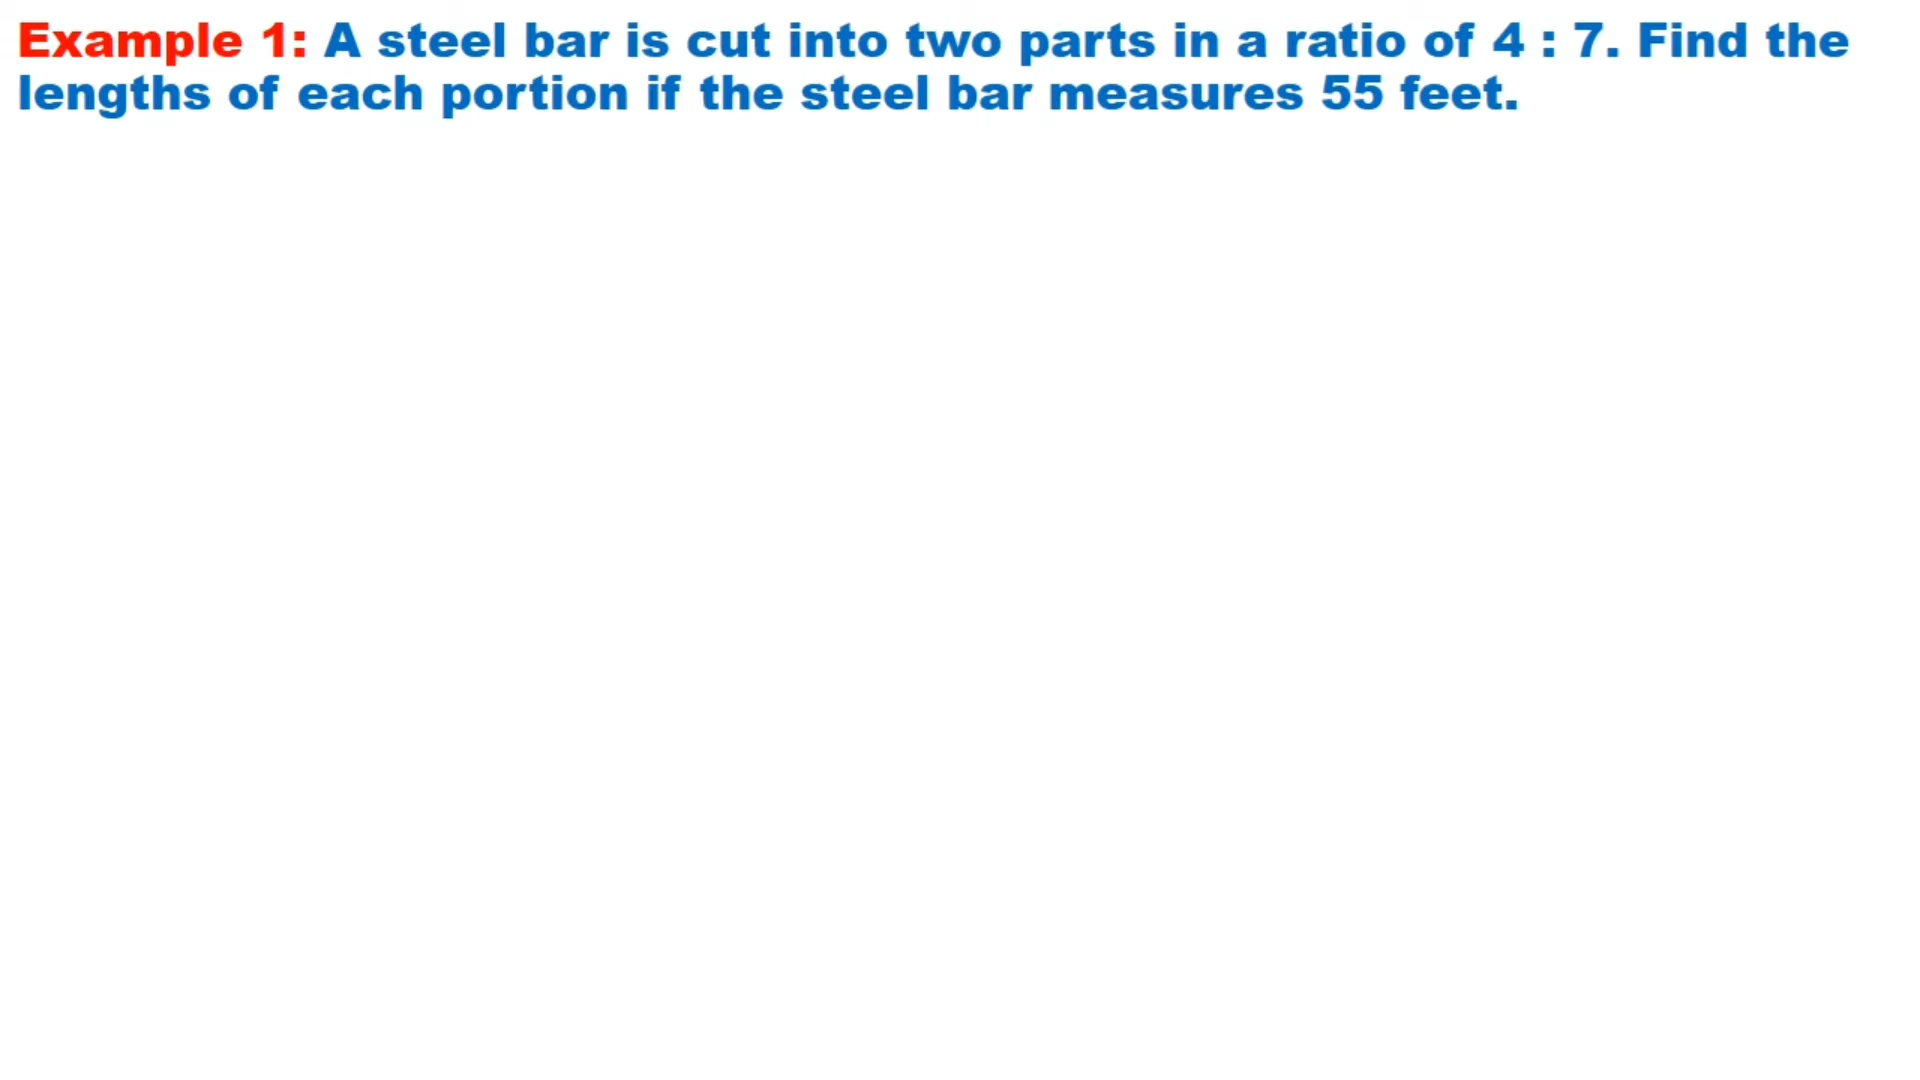 Example 1: A steel bar is cut into two parts in a ratio of 4 : 7. Find the
lengths of each portion if the steel bar measures 55 feet.